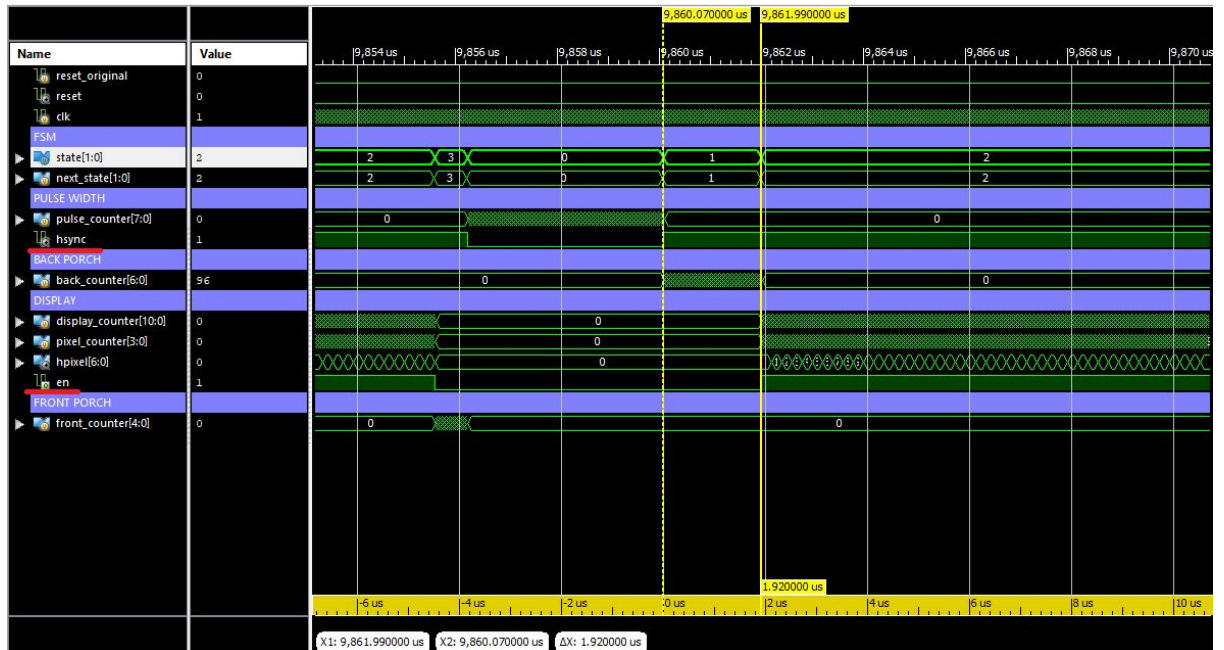 9,860.070000 us 9,861.990000 us
Name Value
9,854 us 9,856 us 9,858 us 9,860 us 9,862 us 9,864 us 9,866 us 9,868 us 9,870 us
reset_original 0
reset 0
clk 1
FSM
state[1:0] 2 2 3 0 1 2
next_state[1:0] 2 2 3 0 1 2
PULSE WIDTH
pulse_counter[7:0] 0 0 0
hsync 1
BACK PORCH
back_counter[6:0] 96 0 0
DISPLAY
display_counter[10:0] 0 0
pixel_counter[3:0] 0 0
hpixel[6:0] 0 0
en 1
FRONT PORCH
front_counter[4:0] 0 0 0
1.920000 us
-6 us -4 us -2 us 0 us 2 us 4 us 6 us 8 us 10 us
X1: 9,861.990000 us X2: 9,860.070000 us ΔX: 1.920000 us